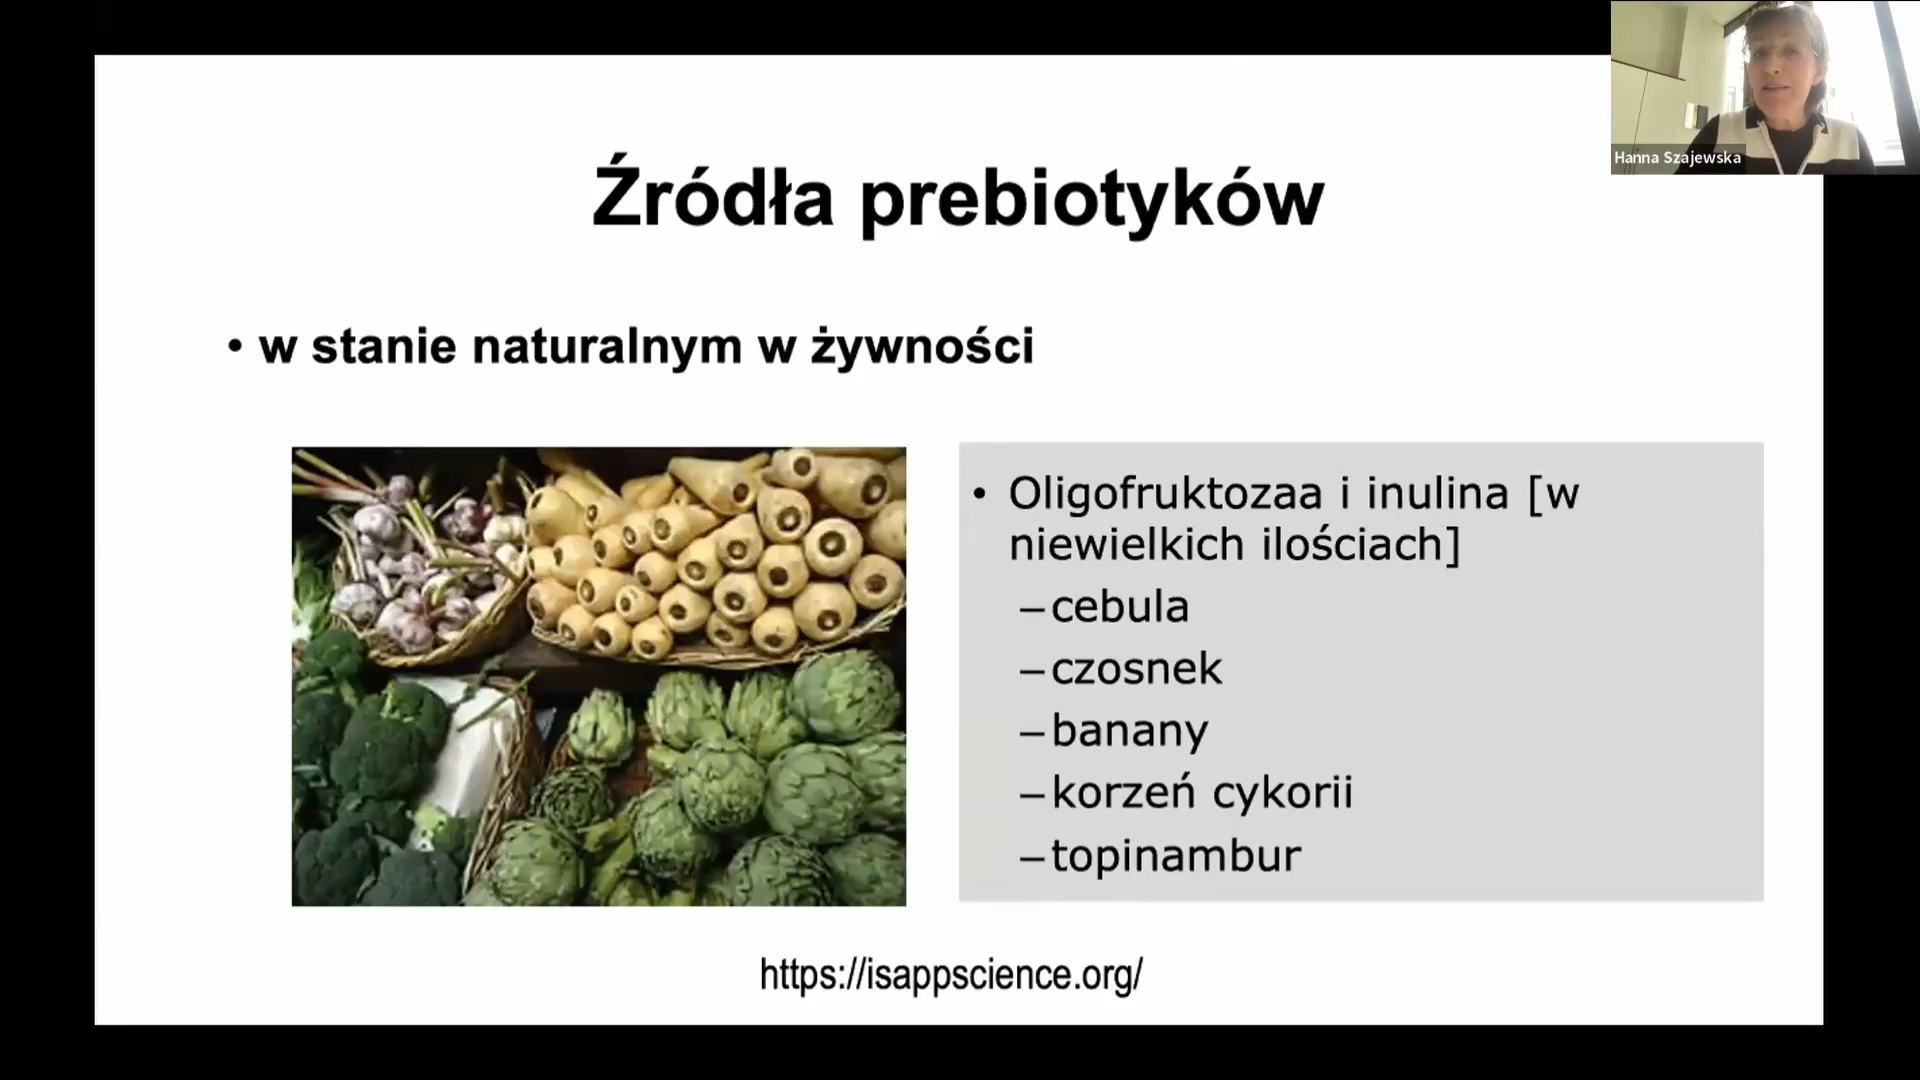 Hanna Szajewska
Źródła prebiotyków
• w stanie naturalnym w żywności
• Oligofruktozaa i inulina [w
niewielkich ilościach]
– cebula
– czosnek
– banany
– korzeń cykorii
– topinambur
https://isappscience.org/